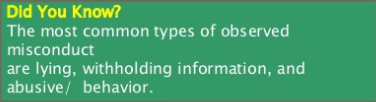 Did You Know?
The most common types of observed
misconduct
are lying, withholding information, and
abusive/ behavior.